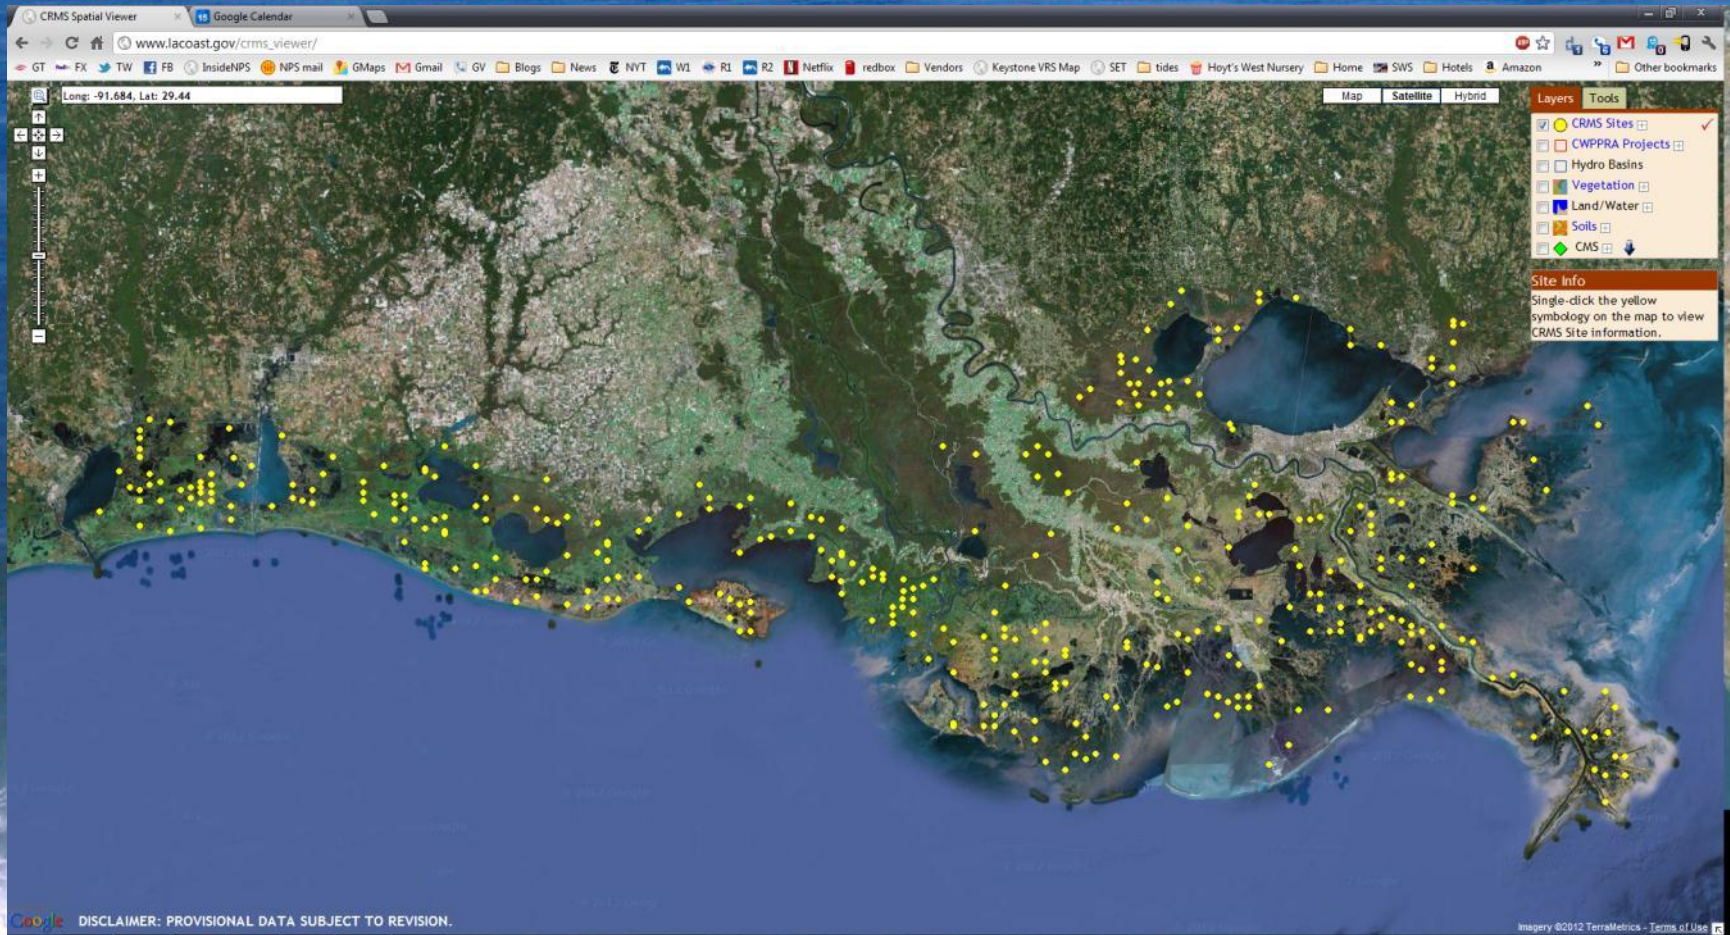 CRMS Spatial Viewer
Google Calendar
www.lacoast.gov/crms_viewer/
GT FX TW FB InsideNPS NPS mail GMaps Gmail GV Blogs News NYT W1 R1 R2 Netflix redbox Vendors Keystone VRS Map SET tides Hoyt's West Nursery Home SWS Hotels Amazon » Other bookmarks
Long: -91.684, Lat: 29.44
Map Satellite Hybrid
Layers Tools
CRMS Sites
CWPPRA Projects
Hydro Basins
Vegetation
Land/Water
Soils
CMS
Site Info
Single-click the yellow
symbology on the map to view
CRMS Site information.
Google DISCLAIMER: PROVISIONAL DATA SUBJECT TO REVISION.
Imagery ©2012 TerraMetrics - Terms of Use